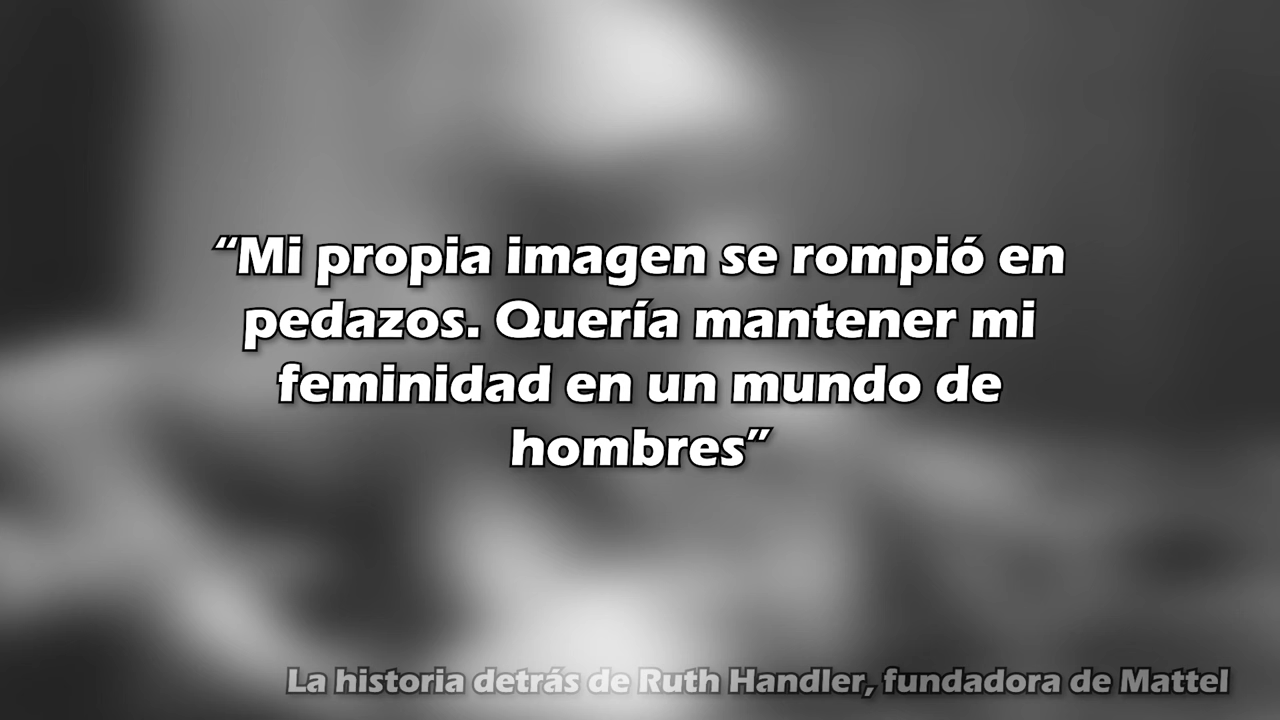 “Mi propia imagen se rompió en
pedazos. Quería mantener mi
feminidad en un mundo de
hombres”
La historia detrás de Ruth Handler, fundadora de Mattel